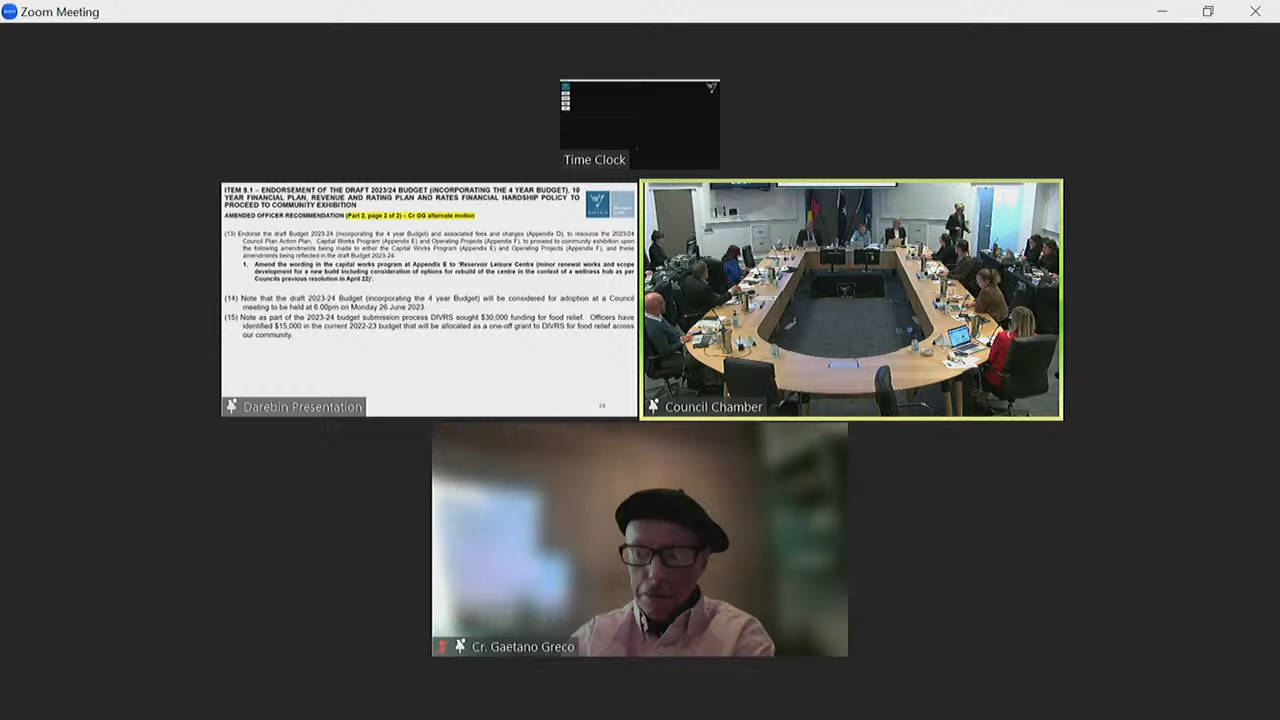 Zoom Meeting
Time Clock
ITEM 9.1 – ENDORSEMENT OF THE DRAFT 2023/24 BUDGET (INCORPORATING THE 4 YEAR BUDGET), 10
YEAR FINANCIAL PLAN, REVENUE AND RATING PLAN AND RATES FINANCIAL HARDSHIP POLICY TO
PROCEED TO COMMUNITY EXHIBITION
AMENDED OFFICER RECOMMENDATION (Part 2, page 2 of 2) – Cr GG alternate motion
(13) Endorse the draft Budget 2023-24 (incorporating the 4 year Budget) and associated fees and charges (Appendix D), to resource the 2023/24
Council Plan Action Plan, Capital Works Program (Appendix E) and Operating Projects (Appendix F), to proceed to community exhibition upon
the following amendments being made to either the Capital Works Program (Appendix E) and Operating Projects (Appendix F), and these
amendments being reflected in the draft Budget 2023-24.
1. Amend the wording in the capital works program at Appendix E to 'Reservoir Leisure Centre (minor renewal works and scope
development for a new build including consideration of options for rebuild of the centre in the context of a wellness hub as per
Councils previous resolution in April 22)'.
(14) Note that the draft 2023-24 Budget (incorporating the 4 year Budget) will be considered for adoption at a Council
meeting to be held at 6:00pm on Monday 26 June 2023.
(15) Note as part of the 2023-24 budget submission process DIVRS sought $30,000 funding for food relief. Officers have
identified $15,000 in the current 2022-23 budget that will be allocated as a one-off grant to DIVRS for food relief across
our community.
Darebin Presentation
Council Chamber
Cr. Gaetano Greco